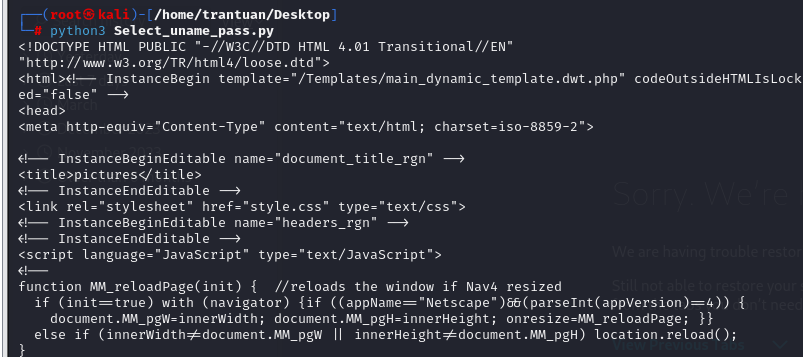 ┌──(root㉿kali)-[/home/trantuan/Desktop]
└─# python3 Select_uname_pass.py
<!DOCTYPE HTML PUBLIC "-//W3C//DTD HTML 4.01 Transitional//EN"
"http://www.w3.org/TR/html4/loose.dtd">
<html><!-- InstanceBegin template="/Templates/main_dynamic_template.dwt.php" codeOutsideHTMLIsLock
ed="false" -->
<head>
<meta http-equiv="Content-Type" content="text/html; charset=iso-8859-2">

<!-- InstanceBeginEditable name="document_title_rgn" -->
<title>pictures</title>
<!-- InstanceEndEditable -->
<link rel="stylesheet" href="style.css" type="text/css">
<!-- InstanceBeginEditable name="headers_rgn" -->
<!-- InstanceEndEditable -->
<script language="JavaScript" type="text/JavaScript">
<!--
function MM_reloadPage(init) {  //reloads the window if Nav4 resized
  if (init==true) with (navigator) {if ((appName=="Netscape")&&(parseInt(appVersion)==4)) {
    document.MM_pgW=innerWidth; document.MM_pgH=innerHeight; onresize=MM_reloadPage; }}
  else if (innerWidth!=document.MM_pgW || innerHeight!=document.MM_pgH) location.reload();
}
Sorry. We're
We are having trouble restor
Still not able to restore your